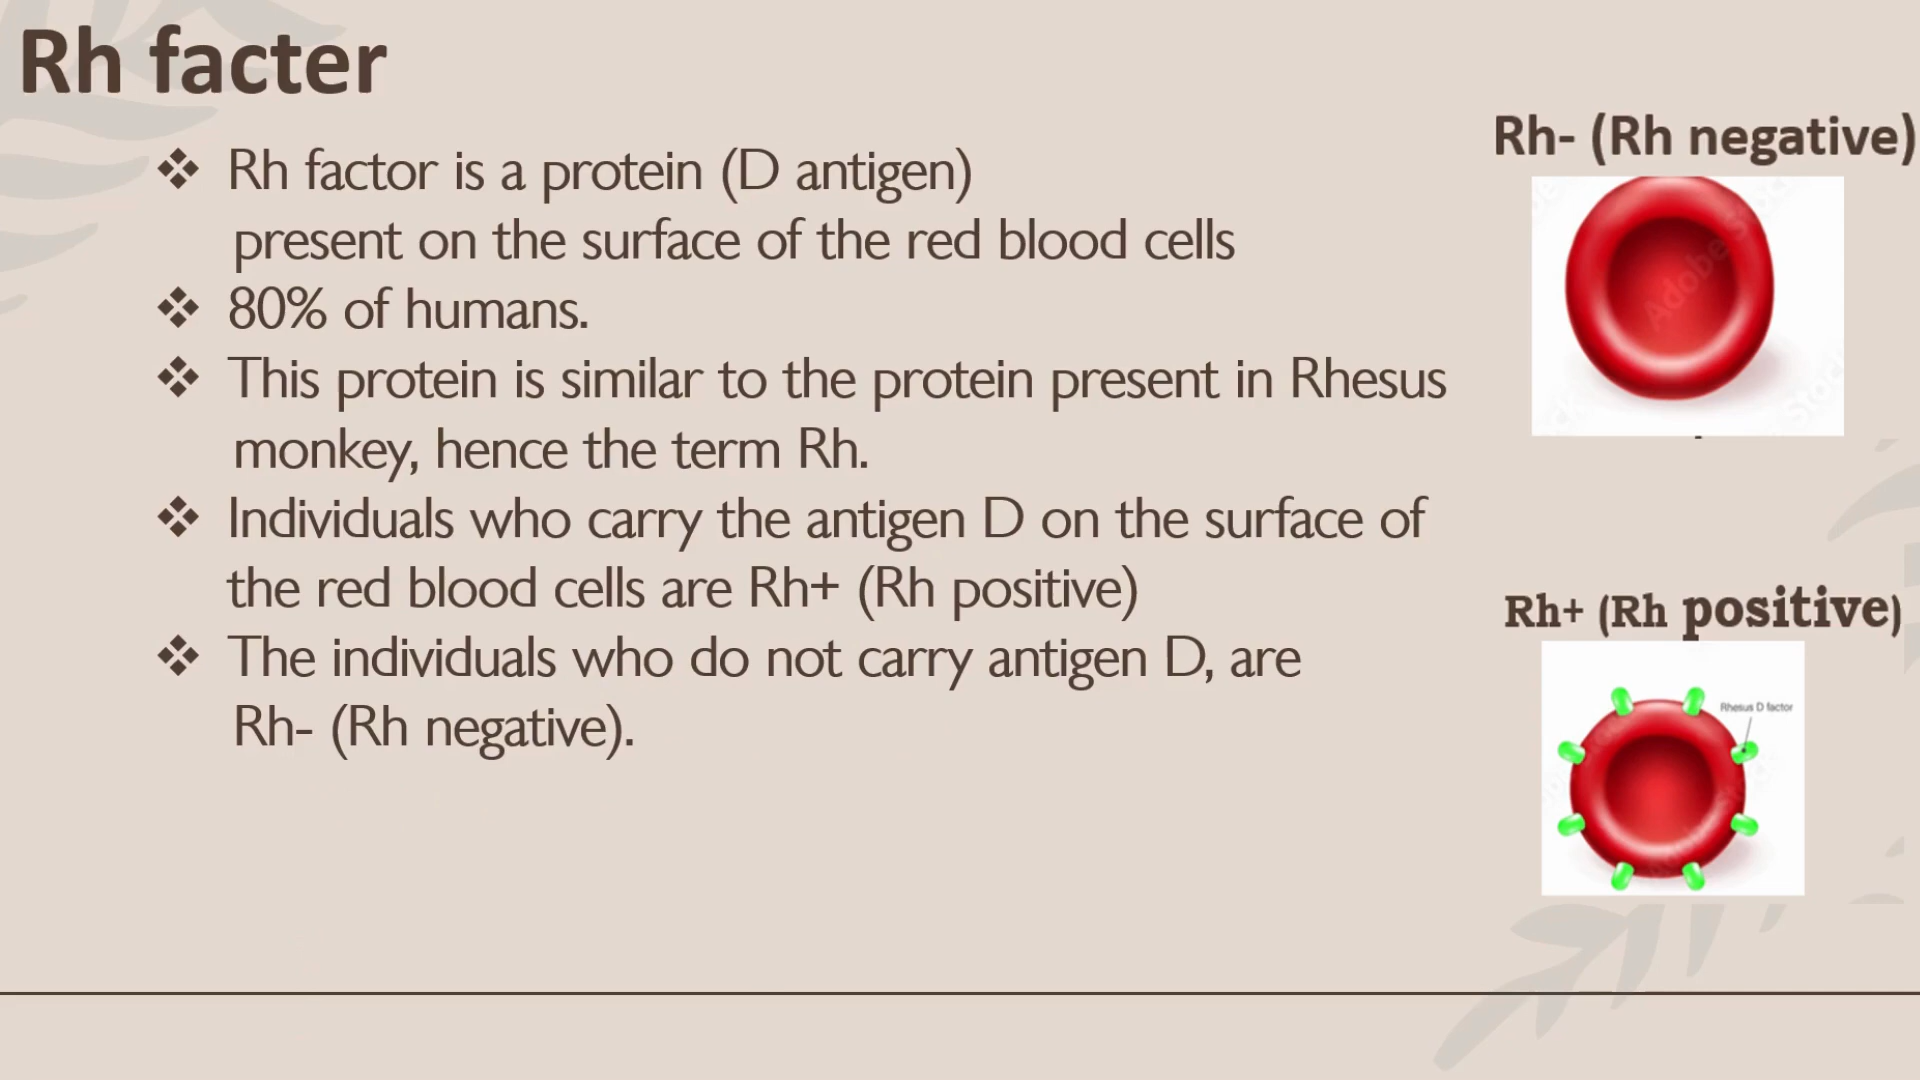 Rh facter
❖ Rh factor is a protein (D antigen)
present on the surface of the red blood cells
❖ 80% of humans.
❖ This protein is similar to the protein present in Rhesus
monkey, hence the term Rh.
❖ Individuals who carry the antigen D on the surface of
the red blood cells are Rh+ (Rh positive)
❖ The individuals who do not carry antigen D, are
Rh- (Rh negative).
Rh- (Rh negative)
Adobe Stock
Rh+ (Rh positive)
Rhesus D factor